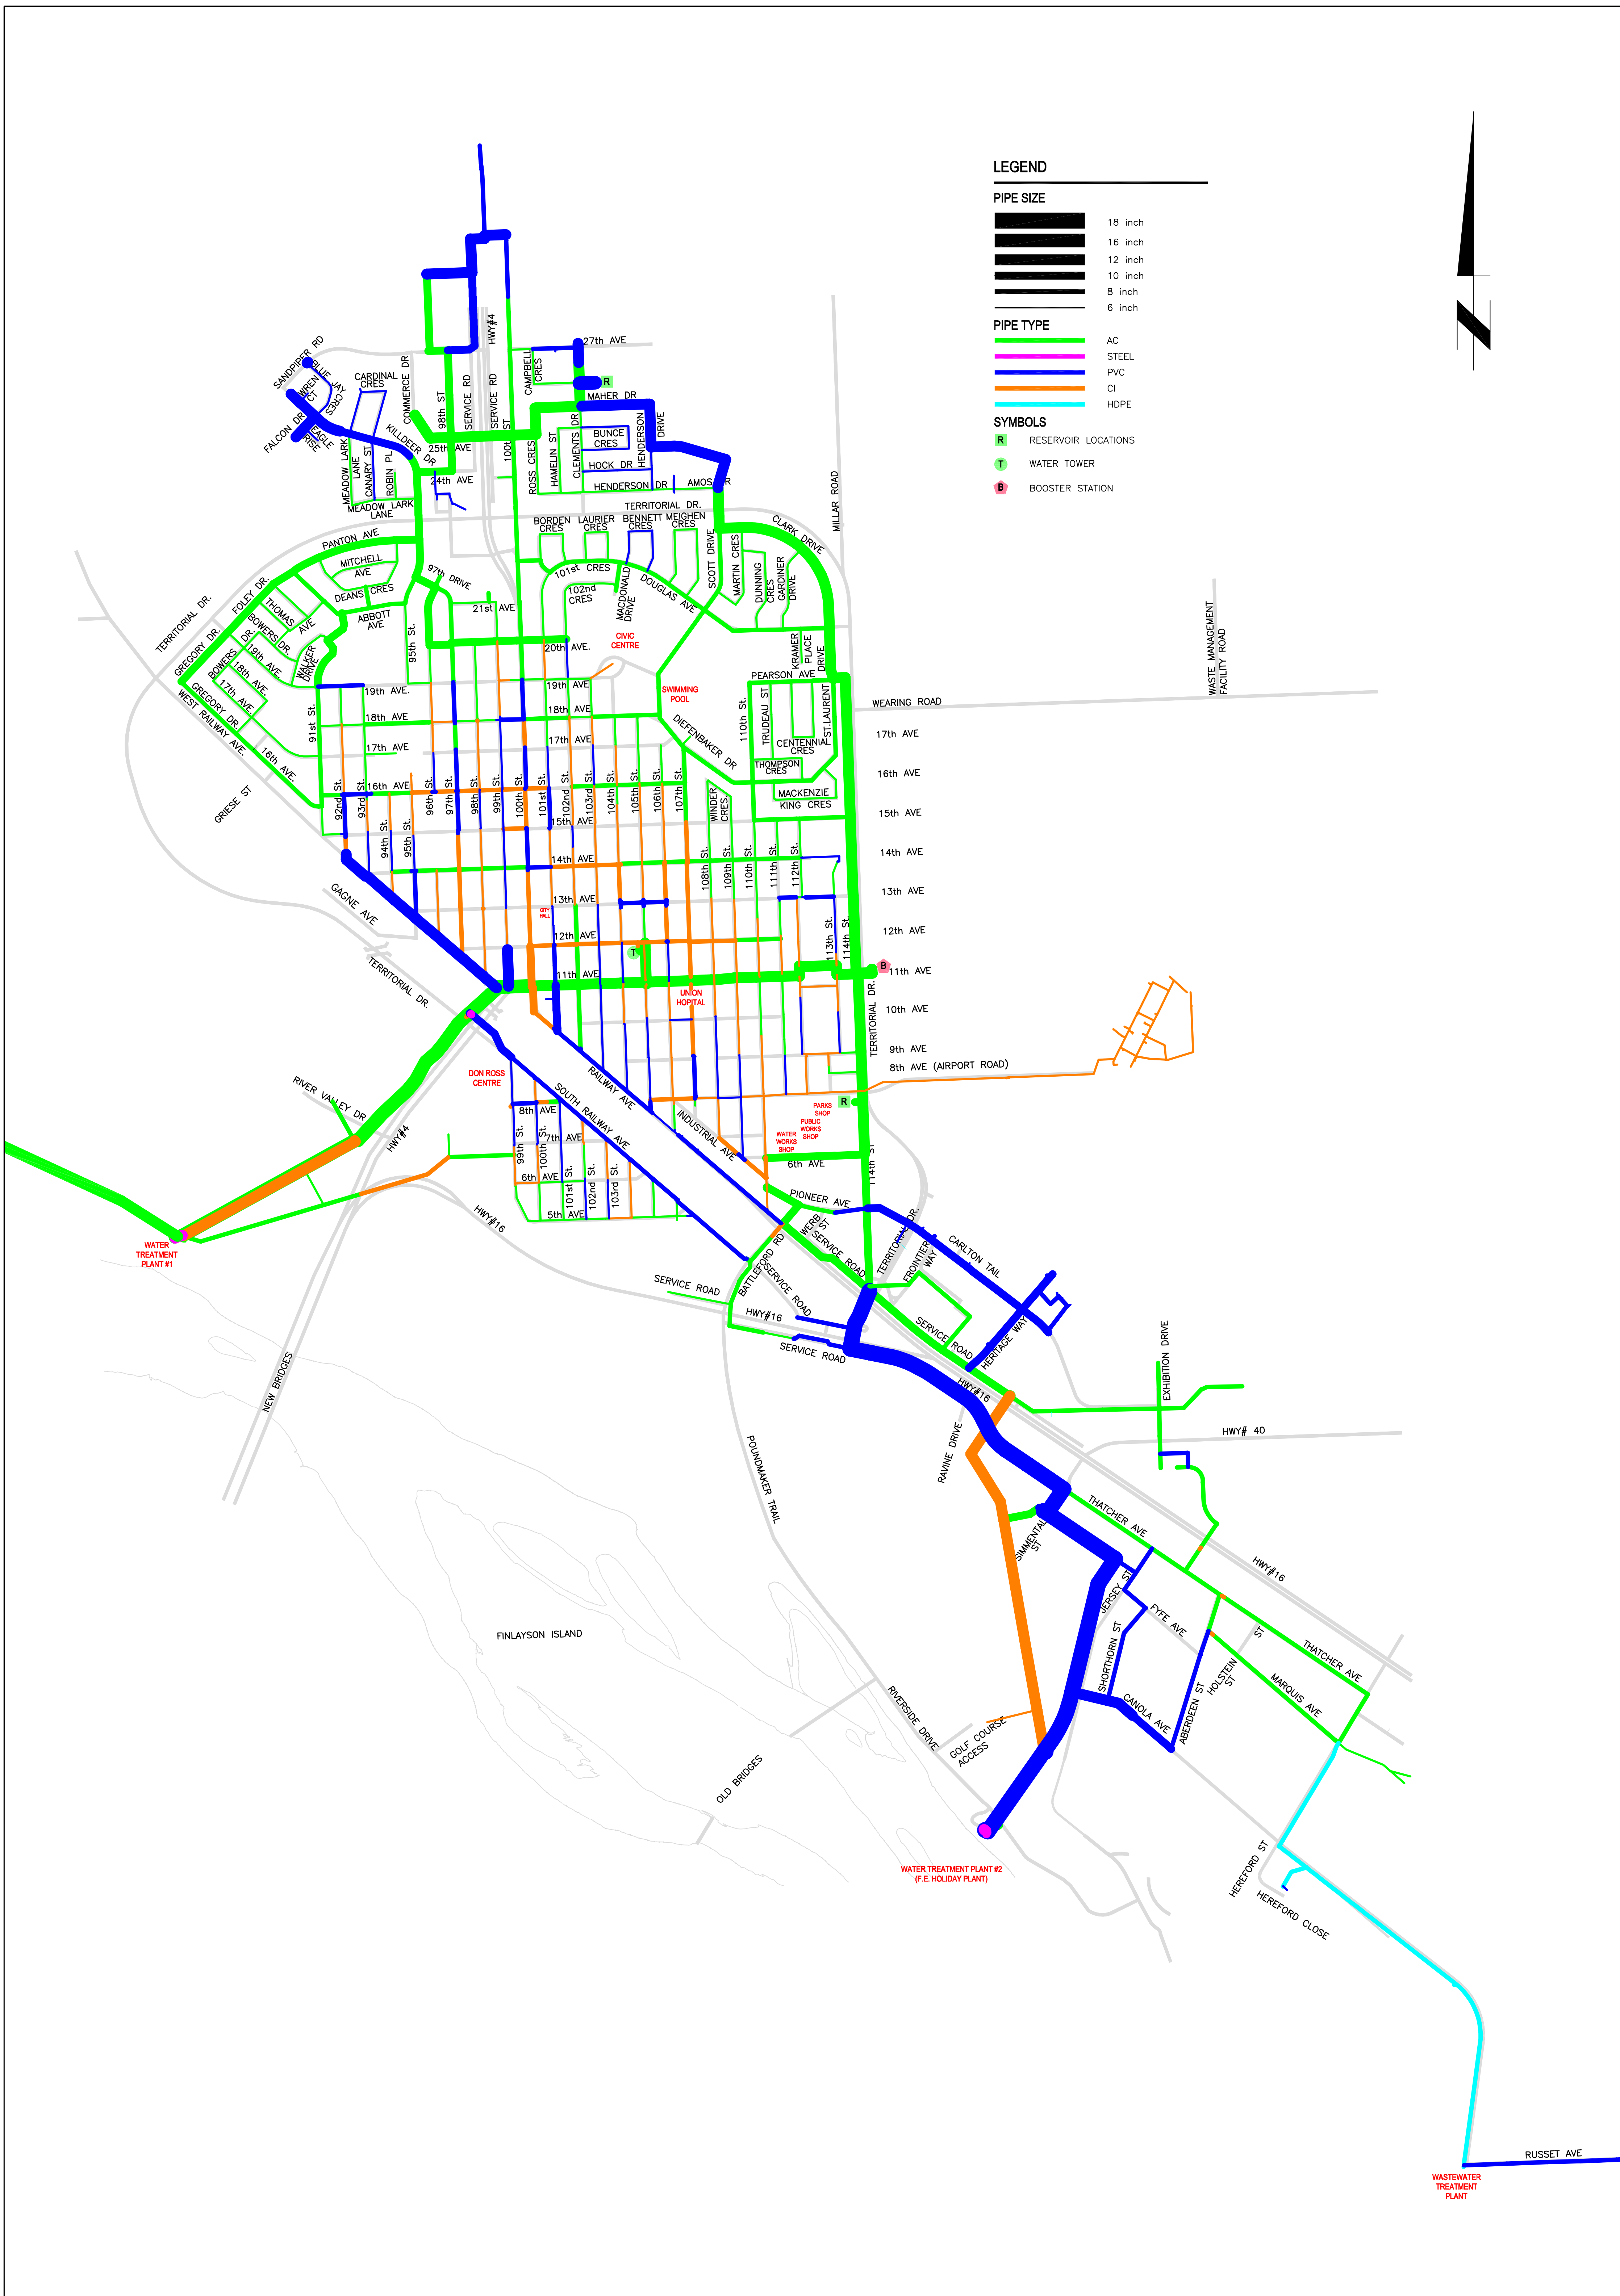 LEGEND
PIPE SIZE
18 inch
16 inch
12 inch
10 inch
8 inch
6 inch
PIPE TYPE
AC
STEEL
PVC
CI
HDPE
SYMBOLS
R RESERVOIR LOCATIONS
T WATER TOWER
B BOOSTER STATION
N
HWY#4
27th AVE
SANDPIPER RD
BLUE JAY
CRES
WREN
CT
FALCON DR
EAGLE
RISE
CARDINAL
CRES
COMMERCE DR
98th ST
SERVICE RD
SERVICE RD
100th ST
CAMPBELL
CRES
R
MAHER DR
KILLDEER DR
25th AVE
24th AVE
MEADOW LARK
LANE
CANARY ST
ROBIN PL
MEADOW LARK
LANE
ROSS CRES
HAMELIN ST
CLEMENTS DR
BUNCE
CRES
HOCK DR
HENDERSON
DRIVE
HENDERSON DR
AMOS DR
TERRITORIAL DR.
MILLAR ROAD
PANTON AVE
MITCHELL
AVE
DEANS CRES
ABBOTT
AVE
97th DRIVE
21st AVE
BORDEN
CRES
LAURIER
CRES
BENNETT
CRES
MEIGHEN
CRES
101st CRES
102nd
CRES
MACDONALD
DRIVE
DOUGLAS AVE
SCOTT DRIVE
MARTIN CRES
DUNNING
CRES
GARDINER
DRIVE
CLARK DRIVE
TERRITORIAL DR.
FOLEY DR.
GREGORY DR.
THOMAS
AVE
BOWERS DR.
BOWERS
DR.
19th AVE.
18th AVE
17th AVE.
WALKER
DRIVE
95th St.
GREGORY DR.
WEST RAILWAY AVE.
16th AVE.
GRIESE ST
CIVIC
CENTRE
20th AVE.
SWIMMING
POOL
KRAMER
PLACE
DRIVE
PEARSON AVE
WASTE MANAGEMENT
FACILITY ROAD
WEARING ROAD
19th AVE.
19th AVE
18th AVE
18th AVE
17th AVE
17th AVE
17th AVE
DIEFENBAKER DR
110th St.
TRUDEAU ST
ST.LAURENT
CENTENNIAL
CRES
THOMPSON
CRES
MACKENZIE
KING CRES
91st St.
92nd St.
93rd St.
94th St.
95th St.
96th St.
97th St.
98th St.
99th St.
100th St.
101st St.
102nd St.
103rd St.
104th St.
105th St.
106th St.
107th St.
WINDER
CRES.
16th AVE
16th AVE
15th AVE
15th AVE
14th AVE
14th AVE
108th St.
109th St.
110th St.
111th St.
112th St.
13th AVE
13th AVE
CITY
HALL
12th AVE
12th AVE
T
113th St.
114th St.
B
11th AVE
11th AVE
UNION
HOPITAL
GAGNE AVE
TERRITORIAL DR.
10th AVE
9th AVE
8th AVE (AIRPORT ROAD)
TERRITORIAL DR.
RIVER VALLEY DR
HWY#4
DON ROSS
CENTRE
RAILWAY AVE
SOUTH RAILWAY AVE
INDUSTRIAL AVE
PARKS
SHOP
R
PUBLIC
WORKS
SHOP
WATER
WORKS
SHOP
8th AVE
7th AVE
6th AVE
5th AVE
99th St.
100th St.
101st St.
102nd St.
103rd St.
6th AVE
114th ST
PIONEER AVE
WERB
ST
HWY#16
WATER
TREATMENT
PLANT #1
SERVICE ROAD
BATTLEFORD RD
SERVICE ROAD
SERVICE ROAD
TERRITORIAL DR.
FROINTIER
WAY
CARLTON TAIL
HWY#16
SERVICE ROAD
SERVICE ROAD
HERITAGE WAY
HWY#16
NEW BRIDGES
EXHIBITION DRIVE
HWY# 40
POUNDMAKER TRAIL
RAVINE DRIVE
THATCHER AVE
SIMMENTAL
ST
HWY#16
JERSEY ST
FYFE AVE
FINLAYSON ISLAND
SHORTHORN ST
HOLSTEIN
ST
ST
THATCHER AVE
MARQUIS AVE
CANOLA AVE
ABERDEEN ST
RIVERSIDE DRIVE
GOLF COURSE
ACCESS
OLD BRIDGES
WATER TREATMENT PLANT #2
(F.E. HOLIDAY PLANT)
HEREFORD ST
HEREFORD CLOSE
RUSSET AVE
WASTEWATER
TREATMENT
PLANT